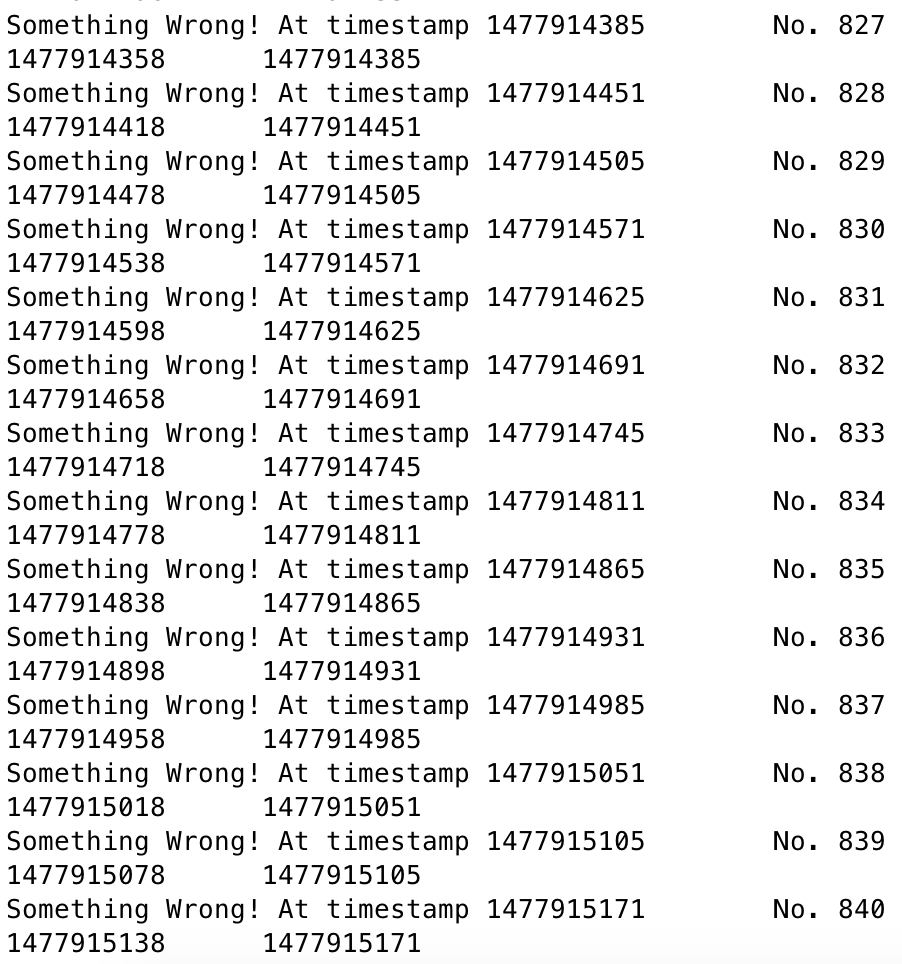 Something Wrong! At timestamp 1477914385 No. 827
1477914358 1477914385
Something Wrong! At timestamp 1477914451 No. 828
1477914418 1477914451
Something Wrong! At timestamp 1477914505 No. 829
1477914478 1477914505
Something Wrong! At timestamp 1477914571 No. 830
1477914538 1477914571
Something Wrong! At timestamp 1477914625 No. 831
1477914598 1477914625
Something Wrong! At timestamp 1477914691 No. 832
1477914658 1477914691
Something Wrong! At timestamp 1477914745 No. 833
1477914718 1477914745
Something Wrong! At timestamp 1477914811 No. 834
1477914778 1477914811
Something Wrong! At timestamp 1477914865 No. 835
1477914838 1477914865
Something Wrong! At timestamp 1477914931 No. 836
1477914898 1477914931
Something Wrong! At timestamp 1477914985 No. 837
1477914958 1477914985
Something Wrong! At timestamp 1477915051 No. 838
1477915018 1477915051
Something Wrong! At timestamp 1477915105 No. 839
1477915078 1477915105
Something Wrong! At timestamp 1477915171 No. 840
1477915138 1477915171